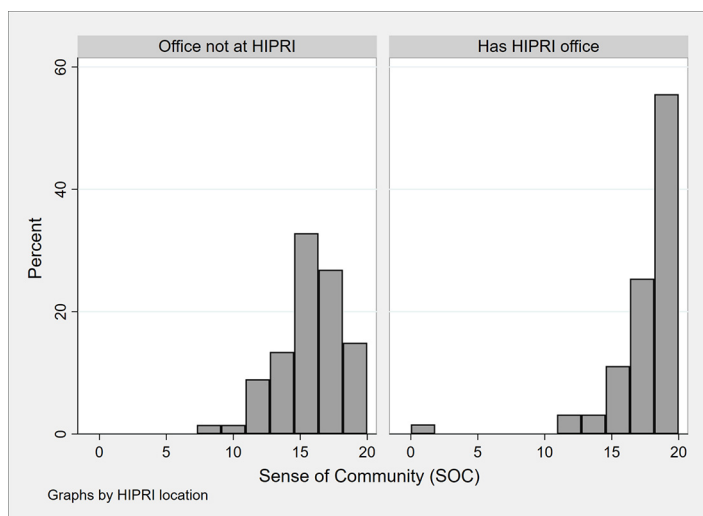 Office not at HIPRI
Has HIPRI office
60
40
20
0
Percent
0 5 10 15 20
0 5 10 15 20
Sense of Community (SOC)
Graphs by HIPRI location